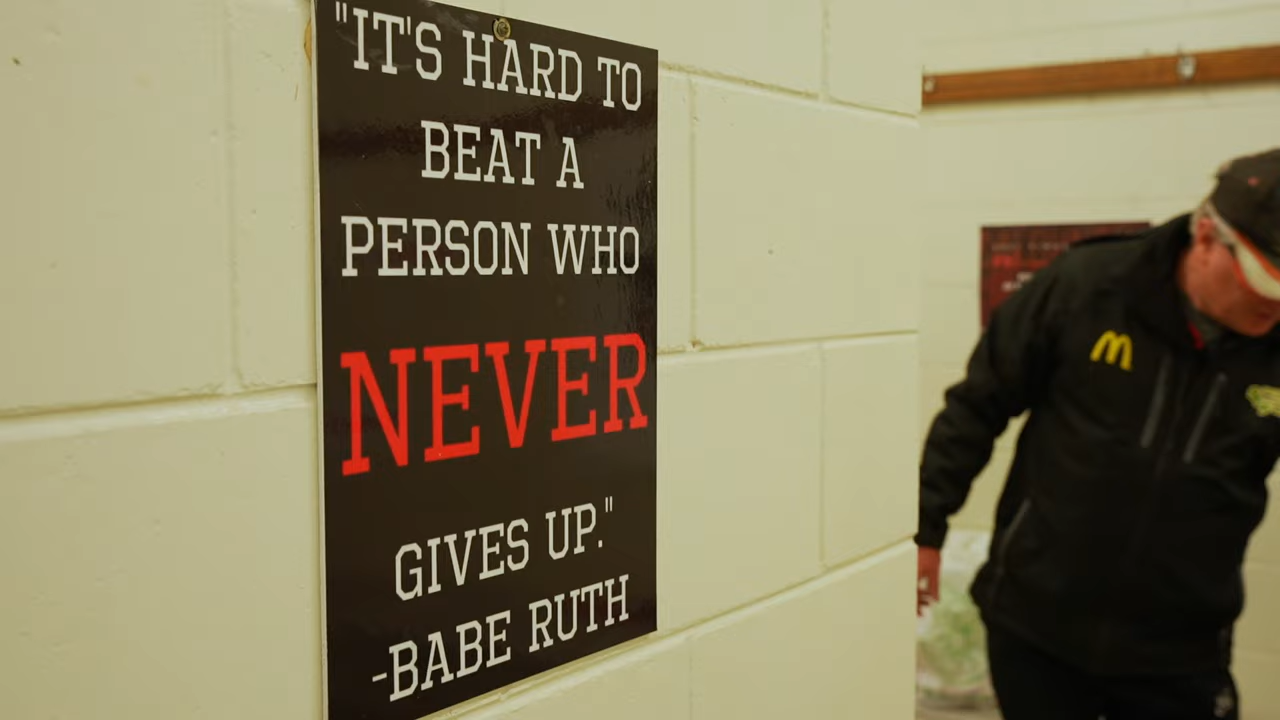 "IT'S HARD TO
BEAT A
PERSON WHO
NEVER
GIVES UP."
-BABE RUTH